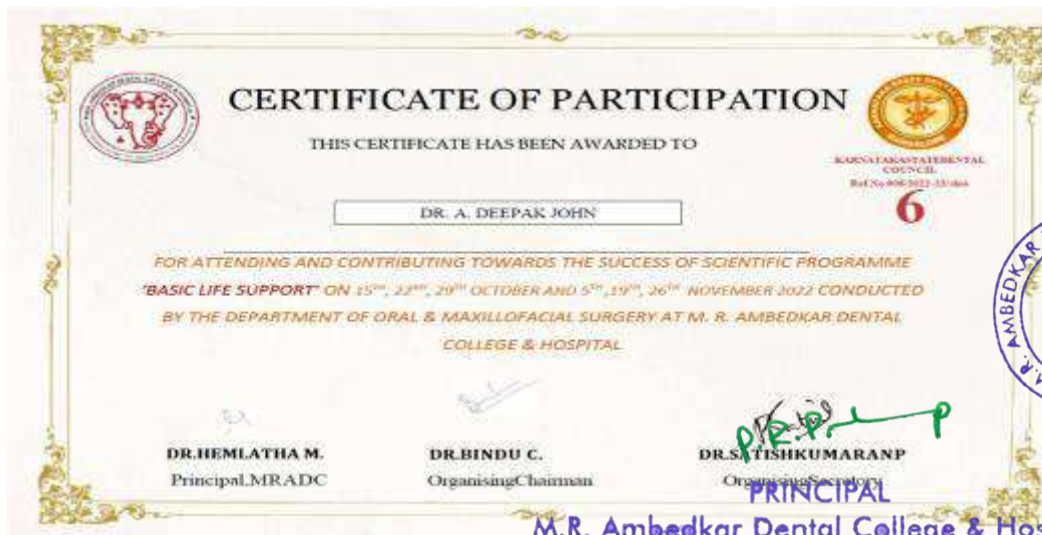 CERTIFICATE OF PARTICIPATION
THIS CERTIFICATE HAS BEEN AWARDED TO
KARNATAKASTATEDENTAL
COUNCIL
6
DR. A. DEEPAK JOHN
FOR ATTENDING AND CONTRIBUTING TOWARDS THE SUCCESS OF SCIENTIFIC PROGRAMME
"BASIC LIFE SUPPORT" ON 15TH, 22ND, 29TH OCTOBER AND 5TH,19TH, 26TH NOVEMBER 2022 CONDUCTED
BY THE DEPARTMENT OF ORAL & MAXILLOFACIAL SURGERY AT M. R. AMBEDKAR DENTAL
COLLEGE & HOSPITAL
M.R. AMBEDKAR
DR.HEMLATHA M. DR.BINDU C. DR.SATISHKUMARANP
Principal.MRADC OrganisingChairman OrganisingSecretory
PRINCIPAL
M.R. Ambedkar Dental College & Hos